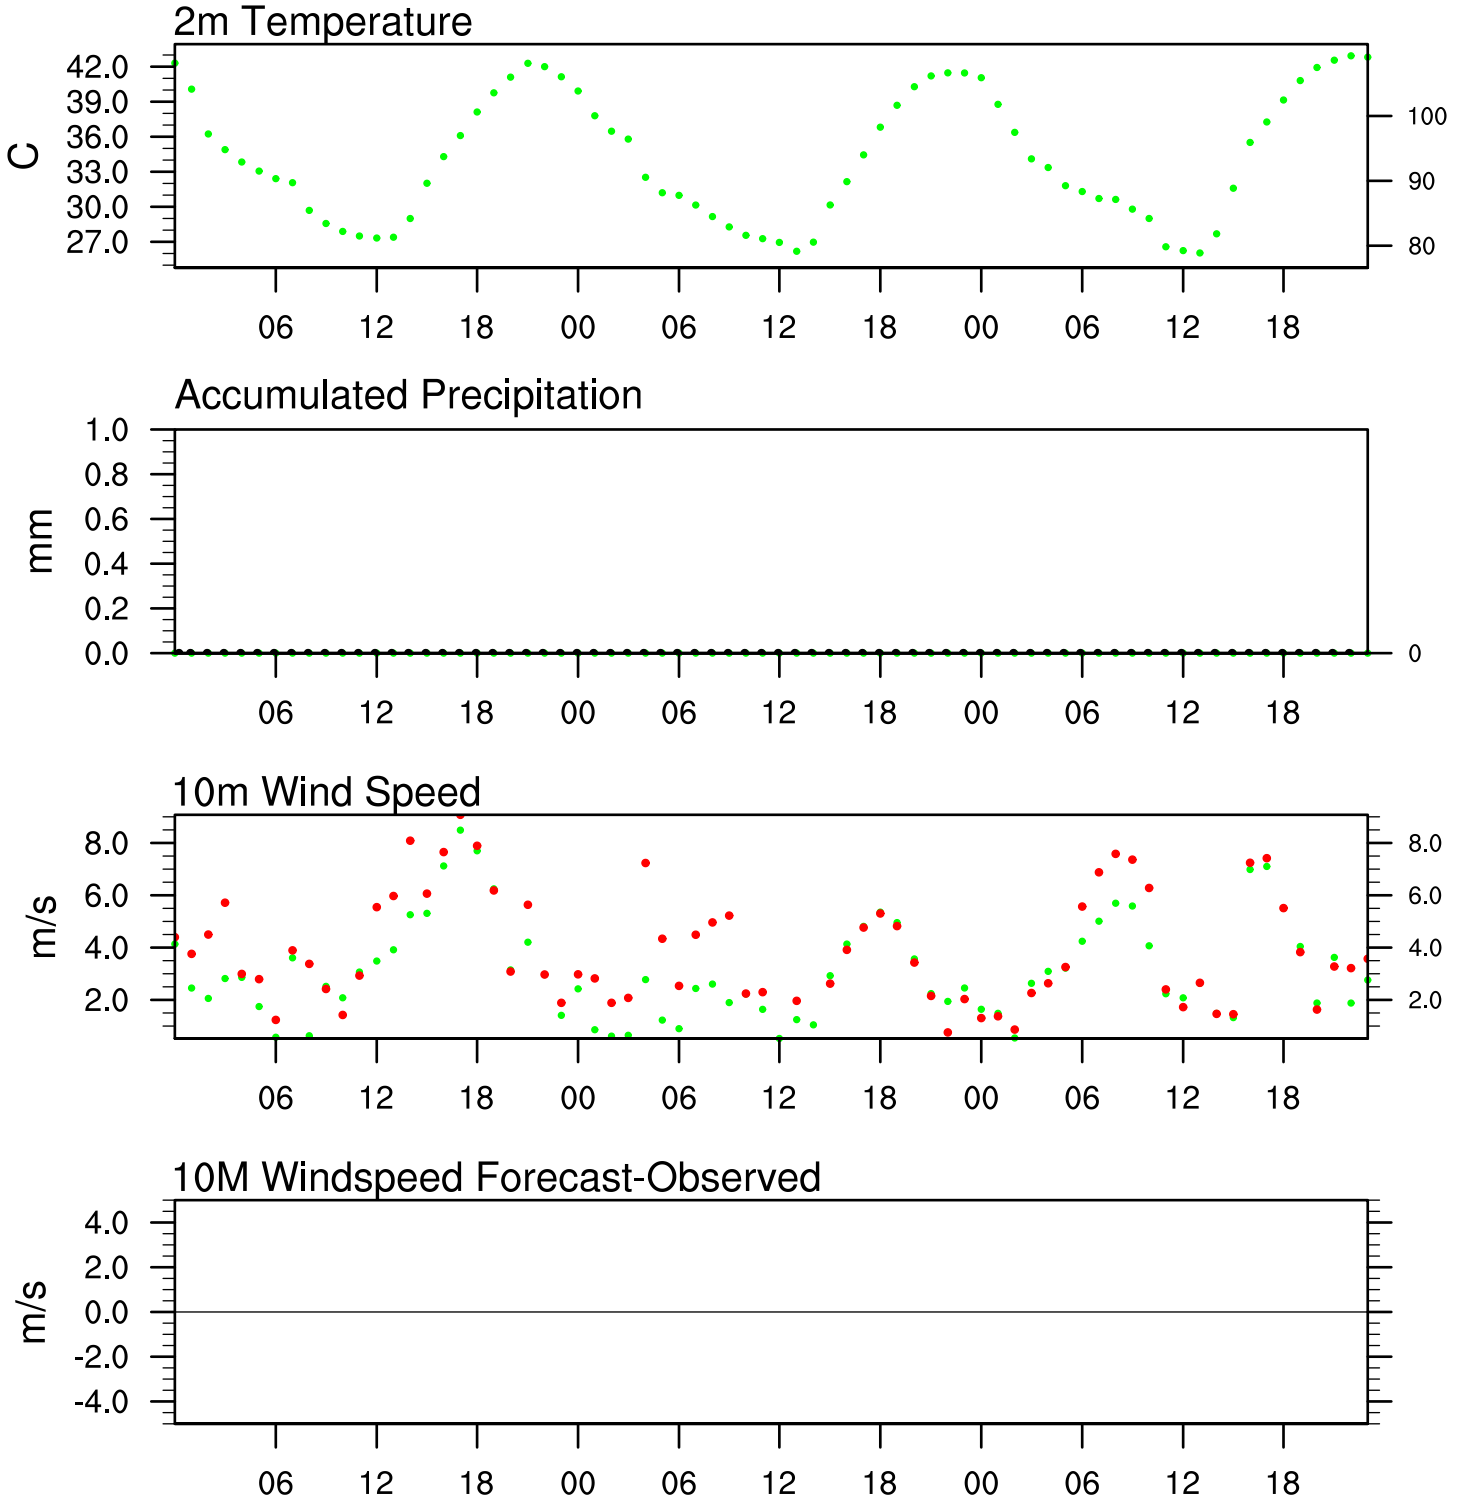 2m Temperature
42.0
39.0
36.0
33.0
30.0
27.0
C
100
90
80
06 12 18 00 06 12 18 00 06 12 18
Accumulated Precipitation
1.0
0.8
0.6
0.4
0.2
0.0
mm
0
06 12 18 00 06 12 18 00 06 12 18
10m Wind Speed
8.0
6.0
4.0
2.0
m/s
8.0
6.0
4.0
2.0
06 12 18 00 06 12 18 00 06 12 18
10M Windspeed Forecast-Observed
4.0
2.0
0.0
-2.0
-4.0
m/s
06 12 18 00 06 12 18 00 06 12 18